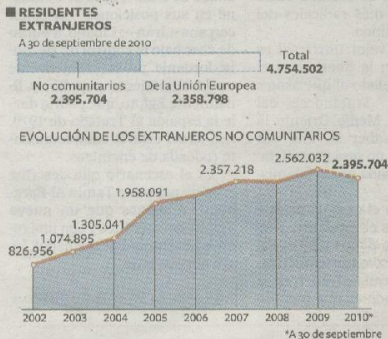 RESIDENTES
EXTRANJEROS
A 30 de septiembre de 2010
Total
4.754.502
No comunitarios De la Unión Europea
2.395.704 2.358.798
EVOLUCIÓN DE LOS EXTRANJEROS NO COMUNITARIOS
826.956
1.074.895
1.305.041
1.958.091
2.357.218
2.562.032
2.395.704
2002 2003 2004 2005 2006 2007 2008 2009 2010*
*A 30 de septiembre